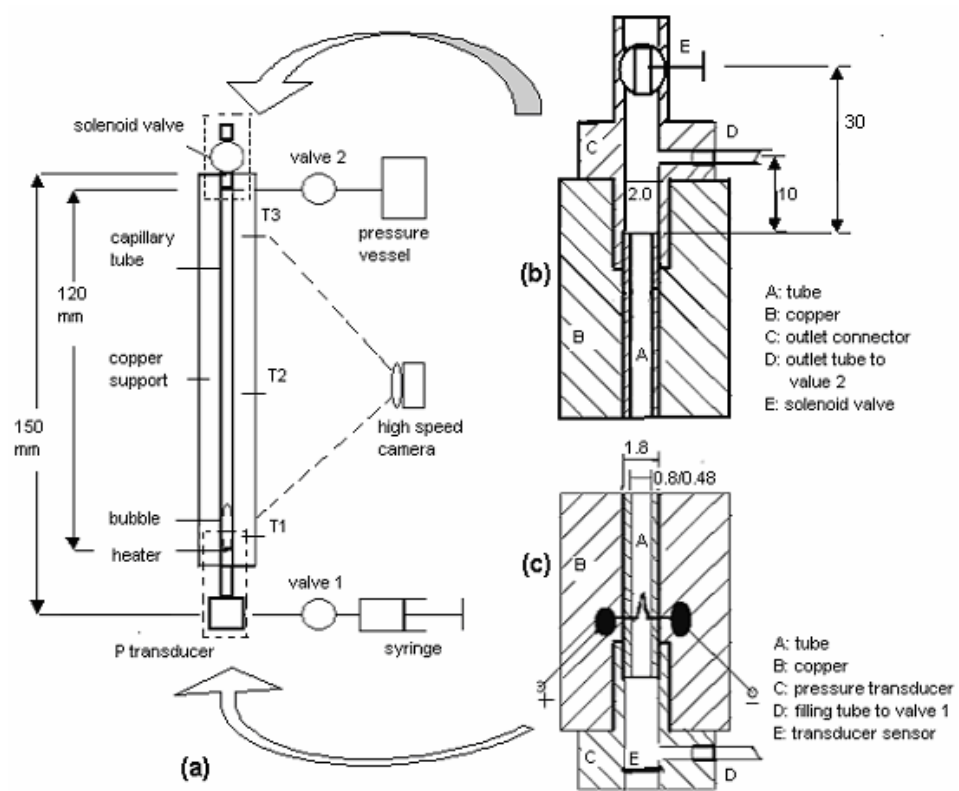 solenoid valve
valve 2
T3
capillary
tube
pressure
vessel
120
mm
copper
support
T2
150
mm
high speed
camera
bubble
T1
heater
valve 1
P transducer
syringe
(a)
E
D
30
C
2.0
10
(b)
B
A
A: tube
B: copper
C: outlet connector
D: outlet tube to
value 2
E: solenoid valve
1.8
0.8/0.48
A
B
(c)
+
-
C
E
D
A: tube
B: copper
C: pressure transducer
D: filling tube to valve 1
E: transducer sensor